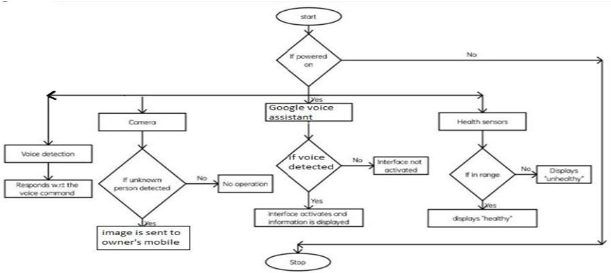 start
If powered
on
No
Yes
Google voice
assistant
Camera
Health sensors
Voice detection
Responds w.r.t the
voice command
If unknown
person detected
No
No operation
Yes
image is sent to
owner's mobile
If voice
detected
No
Interface not
activated
Yes
Interface activates and
information is displayed
If in range
No
Displays
"unhealthy"
Yes
displays "healthy"
Stop